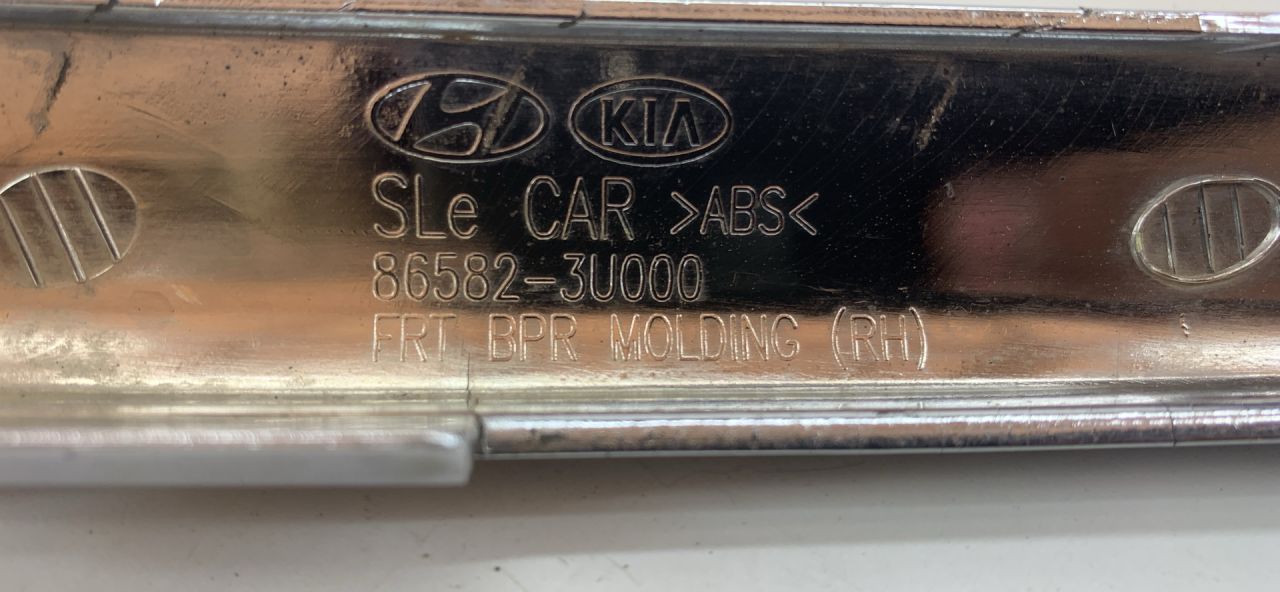 KIA
SLe CAR >ABS<
86582-3U000
FRT BPR MOLDING (RH)